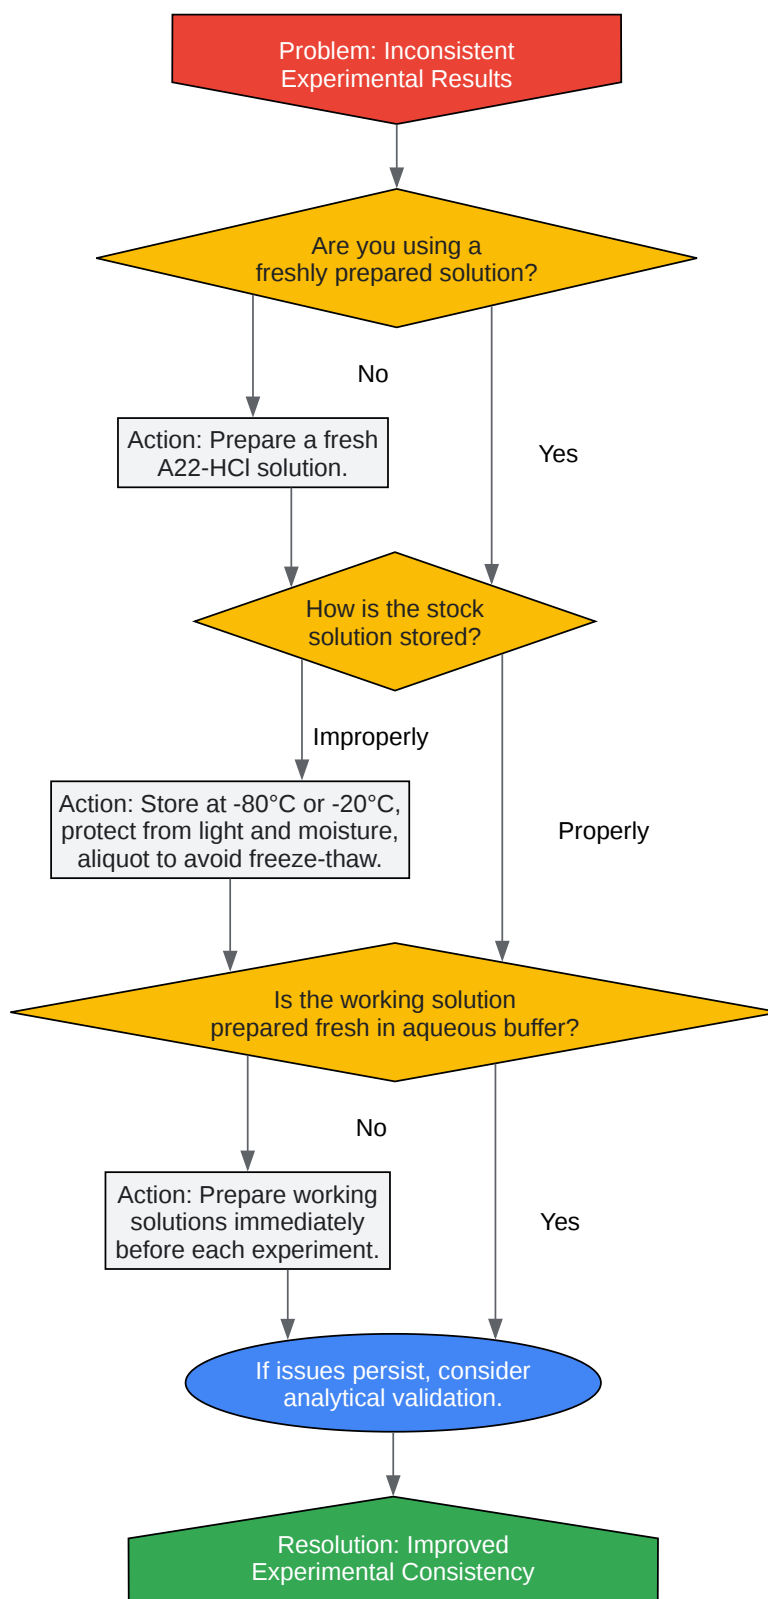 Problem: Inconsistent
Experimental Results
Are you using a
freshly prepared solution?
No
Action: Prepare a fresh
A22-HCl solution.
Yes
How is the stock
solution stored?
Improperly
Action: Store at -80°C or -20°C,
protect from light and moisture,
aliquot to avoid freeze-thaw.
Properly
Is the working solution
prepared fresh in aqueous buffer?
No
Action: Prepare working
solutions immediately
before each experiment.
Yes
If issues persist, consider
analytical validation.
Resolution: Improved
Experimental Consistency